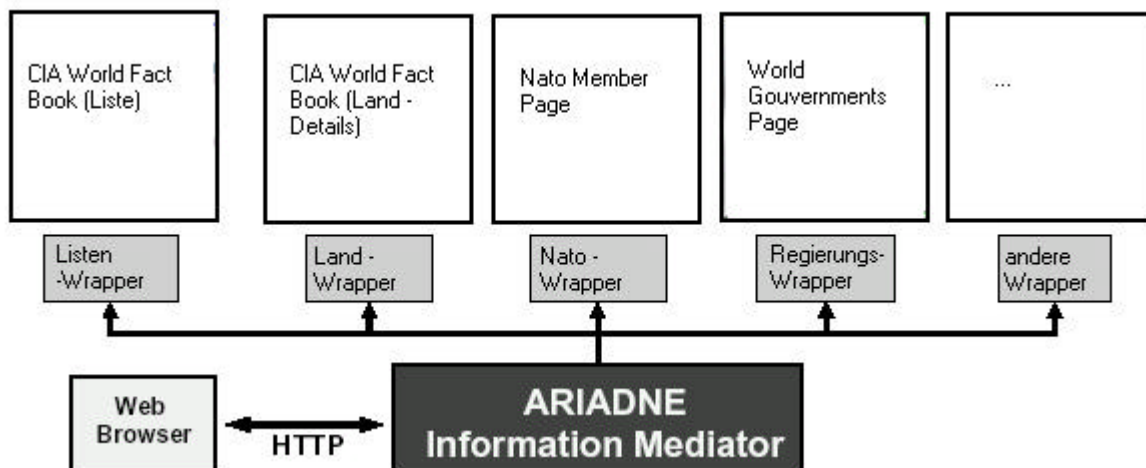 CIA World Fact
Book (Liste)
CIA World Fact
Book (Land -
Details)
Nato Member
Page
World
Gouvernments
Page
...
Listen
-Wrapper
Land -
Wrapper
Nato -
Wrapper
Regierungs-
Wrapper
andere
Wrapper
Web
Browser
HTTP
ARIADNE
Information Mediator